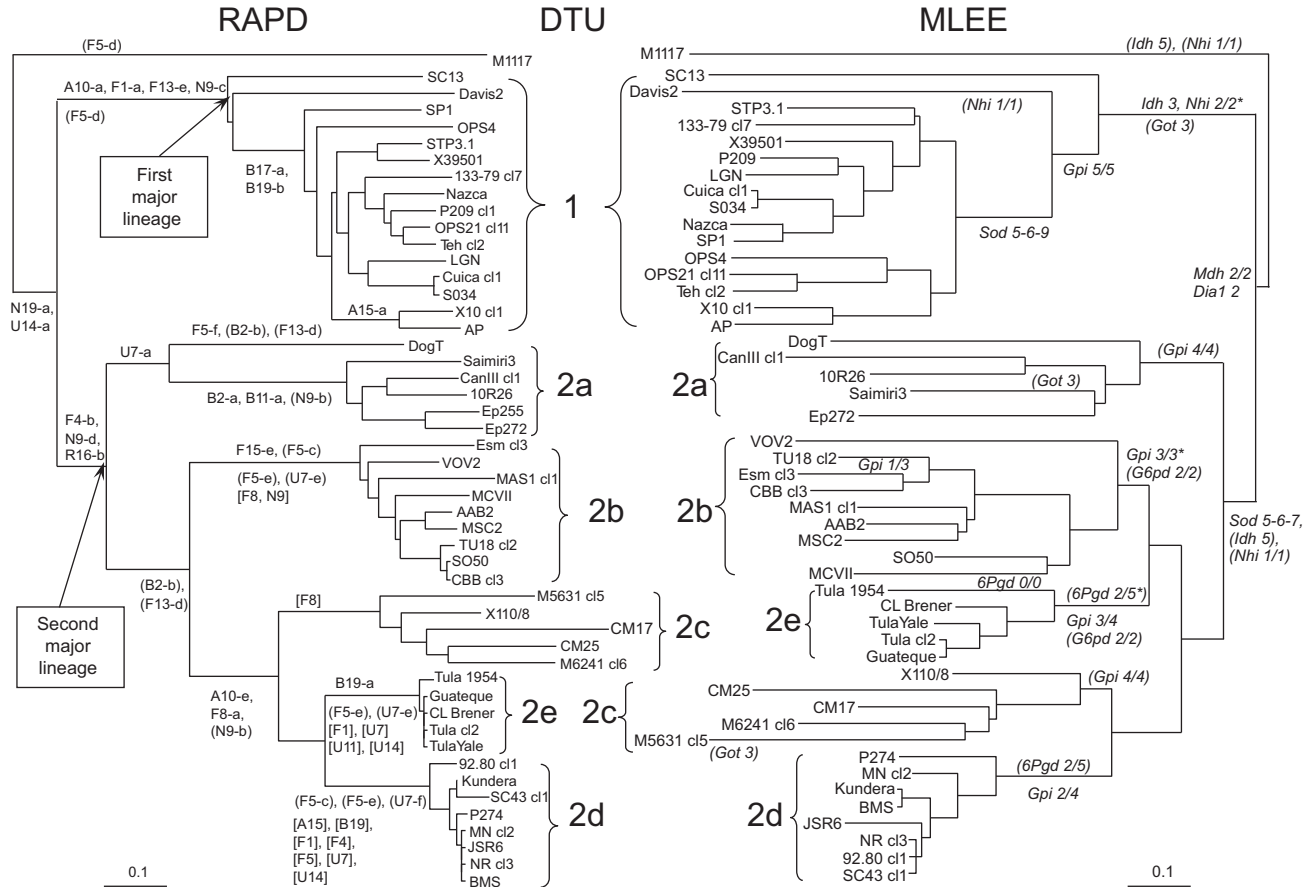 RAPD
DTU
MLEE
(F5-d)
M1117
A10-a, F1-a, F13-e, N9-c
(F5-d)
SC13
Davis2
SP1
OPS4
STP3.1
X39501
133-79 cl7
Nazca
P209 cl1
OPS21 cl11
Teh cl2
LGN
Cuica cl1
S034
X10 cl1
AP
First
major
lineage
B17-a,
B19-b
A15-a
1
N19-a,
U14-a
F5-f, (B2-b), (F13-d)
U7-a
DogT
Saimiri3
CanIII cl1
10R26
Ep255
Ep272
B2-a, B11-a, (N9-b)
2a
F4-b,
N9-d,
R16-b
F15-e, (F5-c)
(F5-e), (U7-e)
[F8, N9]
Esm cl3
VOV2
MAS1 cl1
MCVII
AAB2
MSC2
TU18 cl2
SO50
CBB cl3
2b
(B2-b),
(F13-d)
Second
major
lineage
[F8]
M5631 cl5
X110/8
CM17
CM25
M6241 cl6
2c
A10-e,
F8-a,
(N9-b)
B19-a
(F5-e), (U7-e)
[F1], [U7]
[U11], [U14]
Tula 1954
Guateque
CL Brener
Tula cl2
TulaYale
2e
(F5-c), (F5-e), (U7-f)
[A15], [B19],
[F1], [F4],
[F5], [U7],
[U14]
92.80 cl1
Kundera
SC43 cl1
P274
MN cl2
JSR6
NR cl3
BMS
2d
0.1
M1117
(Idh 5), (Nhi 1/1)
SC13
Davis2
(Nhi 1/1)
Idh 3, Nhi 2/2*
(Got 3)
STP3.1
133-79 cl7
X39501
P209
LGN
Cuica cl1
S034
Nazca
SP1
OPS4
OPS21 cl11
Teh cl2
X10 cl1
AP
Gpi 5/5
Sod 5-6-9
Mdh 2/2
Dia1 2
2a
DogT
CanIII cl1
10R26
Saimiri3
Ep272
(Got 3)
(Gpi 4/4)
2b
VOV2
TU18 cl2
Gpi 1/3
Esm cl3
CBB cl3
MAS1 cl1
AAB2
MSC2
SO50
MCVII
Gpi 3/3*
(G6pd 2/2)
Sod 5-6-7,
(Idh 5),
(Nhi 1/1)
6Pgd 0/0
2e
Tula 1954
CL Brener
TulaYale
Tula cl2
Guateque
(6Pgd 2/5*)
Gpi 3/4
(G6pd 2/2)
2c
X110/8
CM25
CM17
M6241 cl6
M5631 cl5
(Got 3)
(Gpi 4/4)
2d
P274
MN cl2
Kundera
BMS
JSR6
NR cl3
92.80 cl1
SC43 cl1
(6Pgd 2/5)
Gpi 2/4
0.1